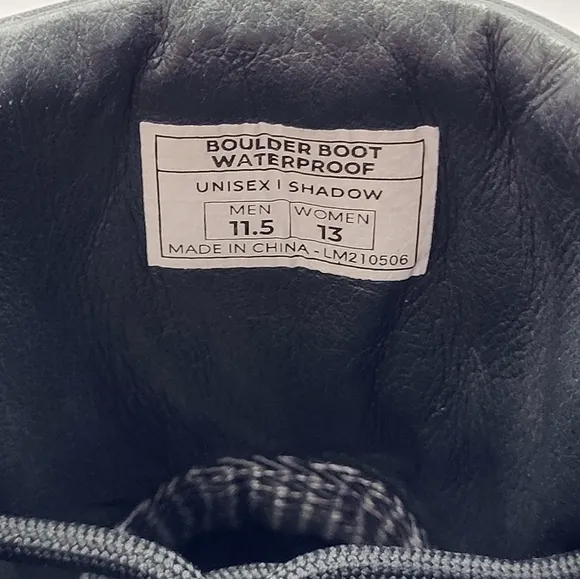 BOULDER BOOT
WATERPROOF
UNISEX | SHADOW
MEN WOMEN
11.5 13
MADE IN CHINA - LM210506